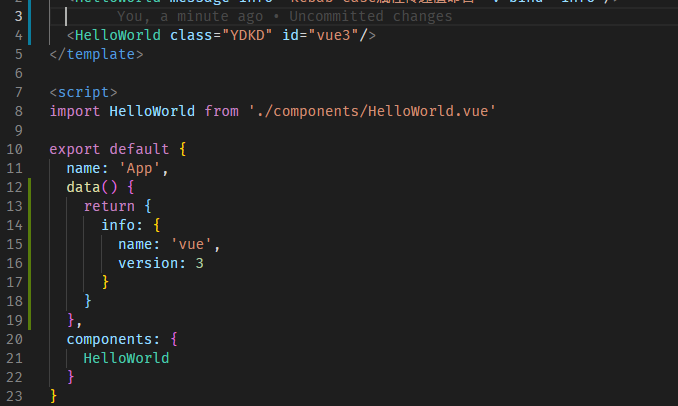 3 You, a minute ago • Uncommitted changes
4 <HelloWorld class="YDKD" id="vue3"/>
5 </template>
6
7 <script>
8 import HelloWorld from './components/HelloWorld.vue'
9
10 export default {
11 name: 'App',
12 data() {
13 return {
14 info: {
15 name: 'vue',
16 version: 3
17 }
18 }
19 },
20 components: {
21 HelloWorld
22 }
23 }